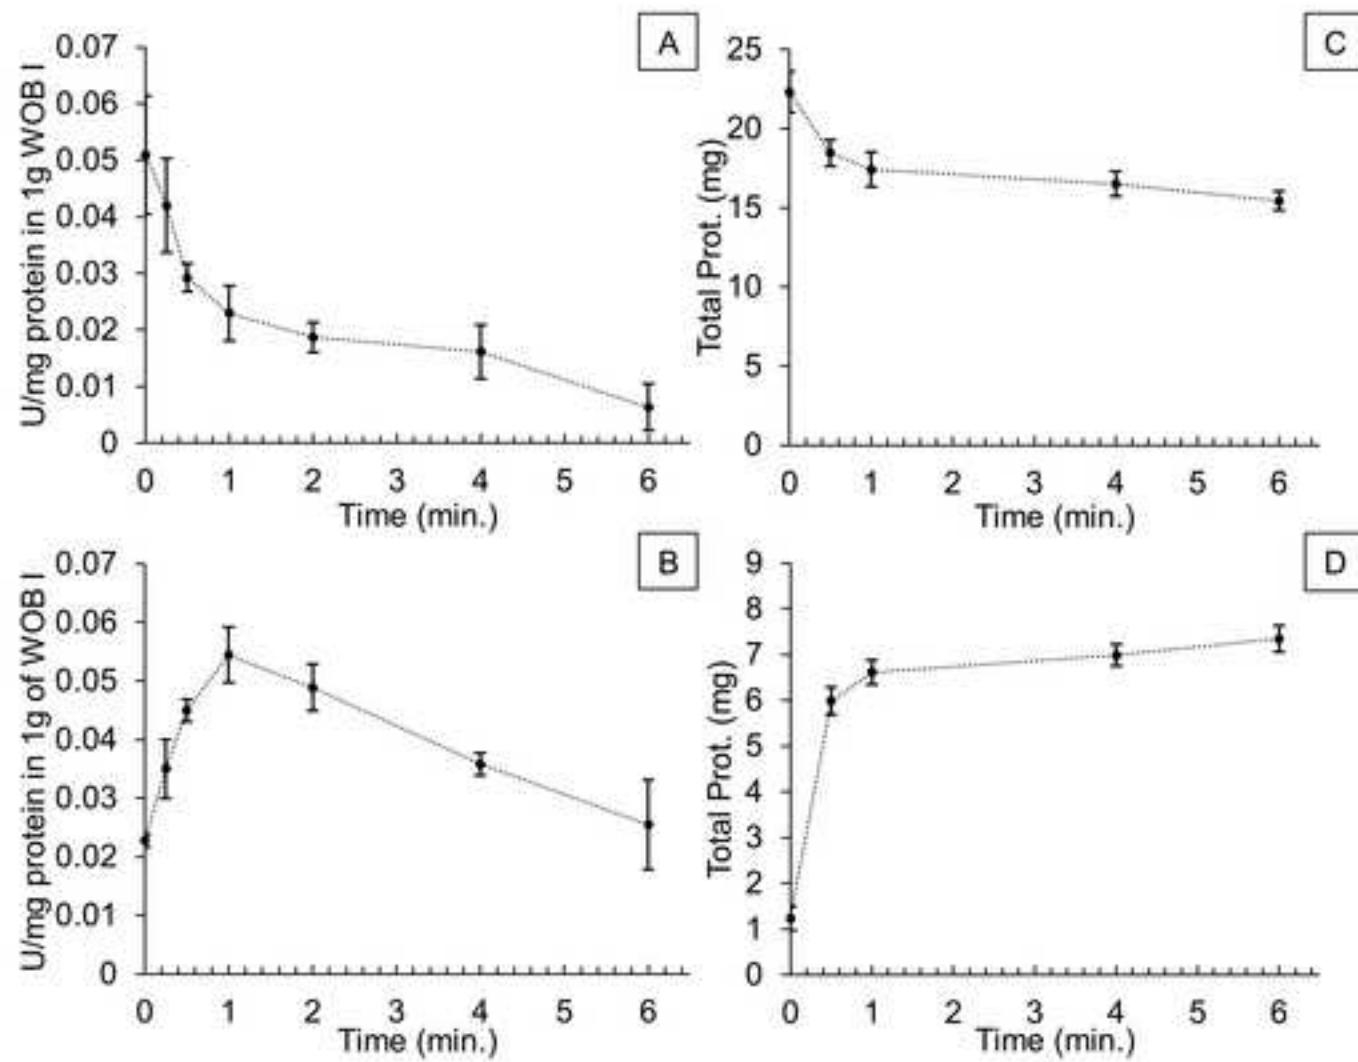 A
0.07
0.06
0.05
0.04
0.03
0.02
0.01
0
U/mg protein in 1g WOB I
0 1 2 3 4 5 6
Time (min.)
C
25
20
15
10
5
0
Total Prot. (mg)
0 1 2 3 4 5 6
Time (min.)
B
0.07
0.06
0.05
0.04
0.03
0.02
0.01
0
U/mg protein in 1g of WOB I
0 1 2 3 4 5 6
Time (min.)
D
9
8
7
6
5
4
3
2
1
0
Total Prot. (mg)
0 1 2 3 4 5 6
Time (min.)